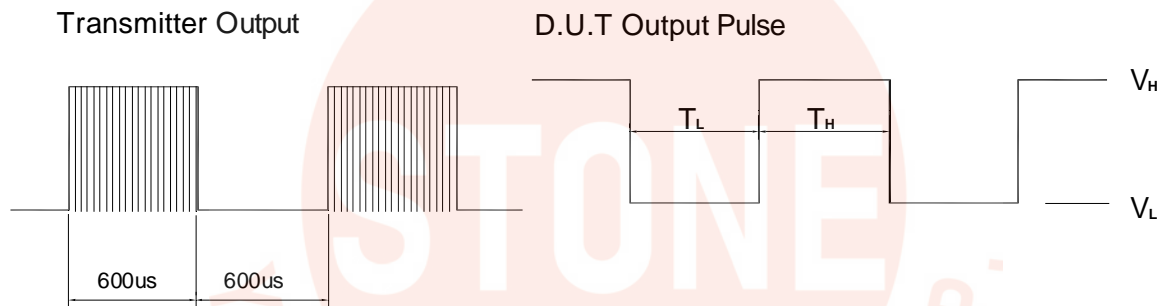 Transmitter Output
D.U.T Output Pulse
VH
TL
TH
STONE
VL
600us
600us